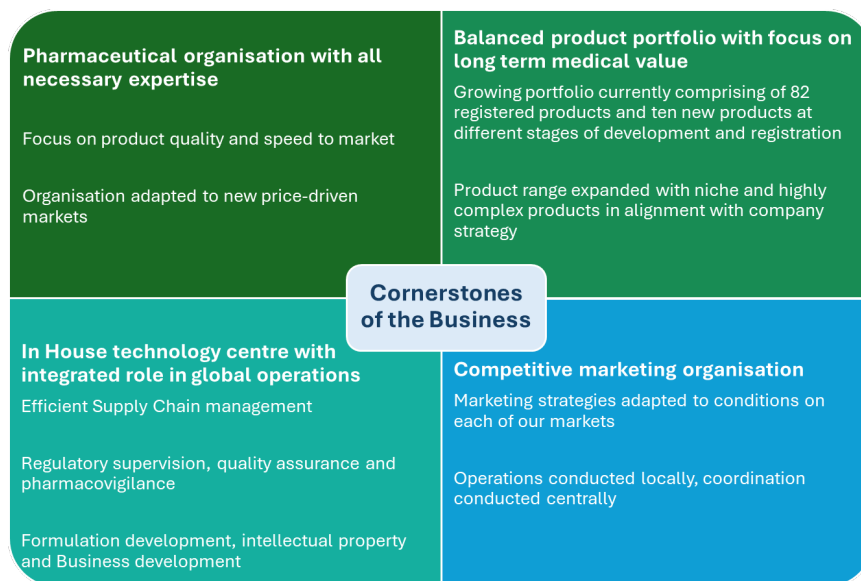 Pharmaceutical organisation with all
necessary expertise
Focus on product quality and speed to market
Organisation adapted to new price-driven
markets
Balanced product portfolio with focus on
long term medical value
Growing portfolio currently comprising of 82
registered products and ten new products at
different stages of development and registration
Product range expanded with niche and highly
complex products in alignment with company
strategy
Cornerstones
of the Business
In House technology centre with
integrated role in global operations
Efficient Supply Chain management
Regulatory supervision, quality assurance and
pharmacovigilance
Formulation development, intellectual property
and Business development
Competitive marketing organisation
Marketing strategies adapted to conditions on
each of our markets
Operations conducted locally, coordination
conducted centrally